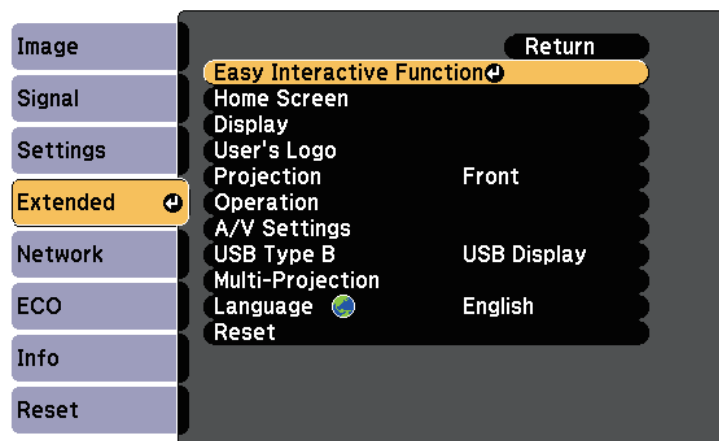 Image
Signal
Settings
Extended
Network
ECO
Info
Reset
Return
Easy Interactive Function
Home Screen
Display
User's Logo
Projection Front
Operation
A/V Settings
USB Type B USB Display
Multi-Projection
Language English
Reset